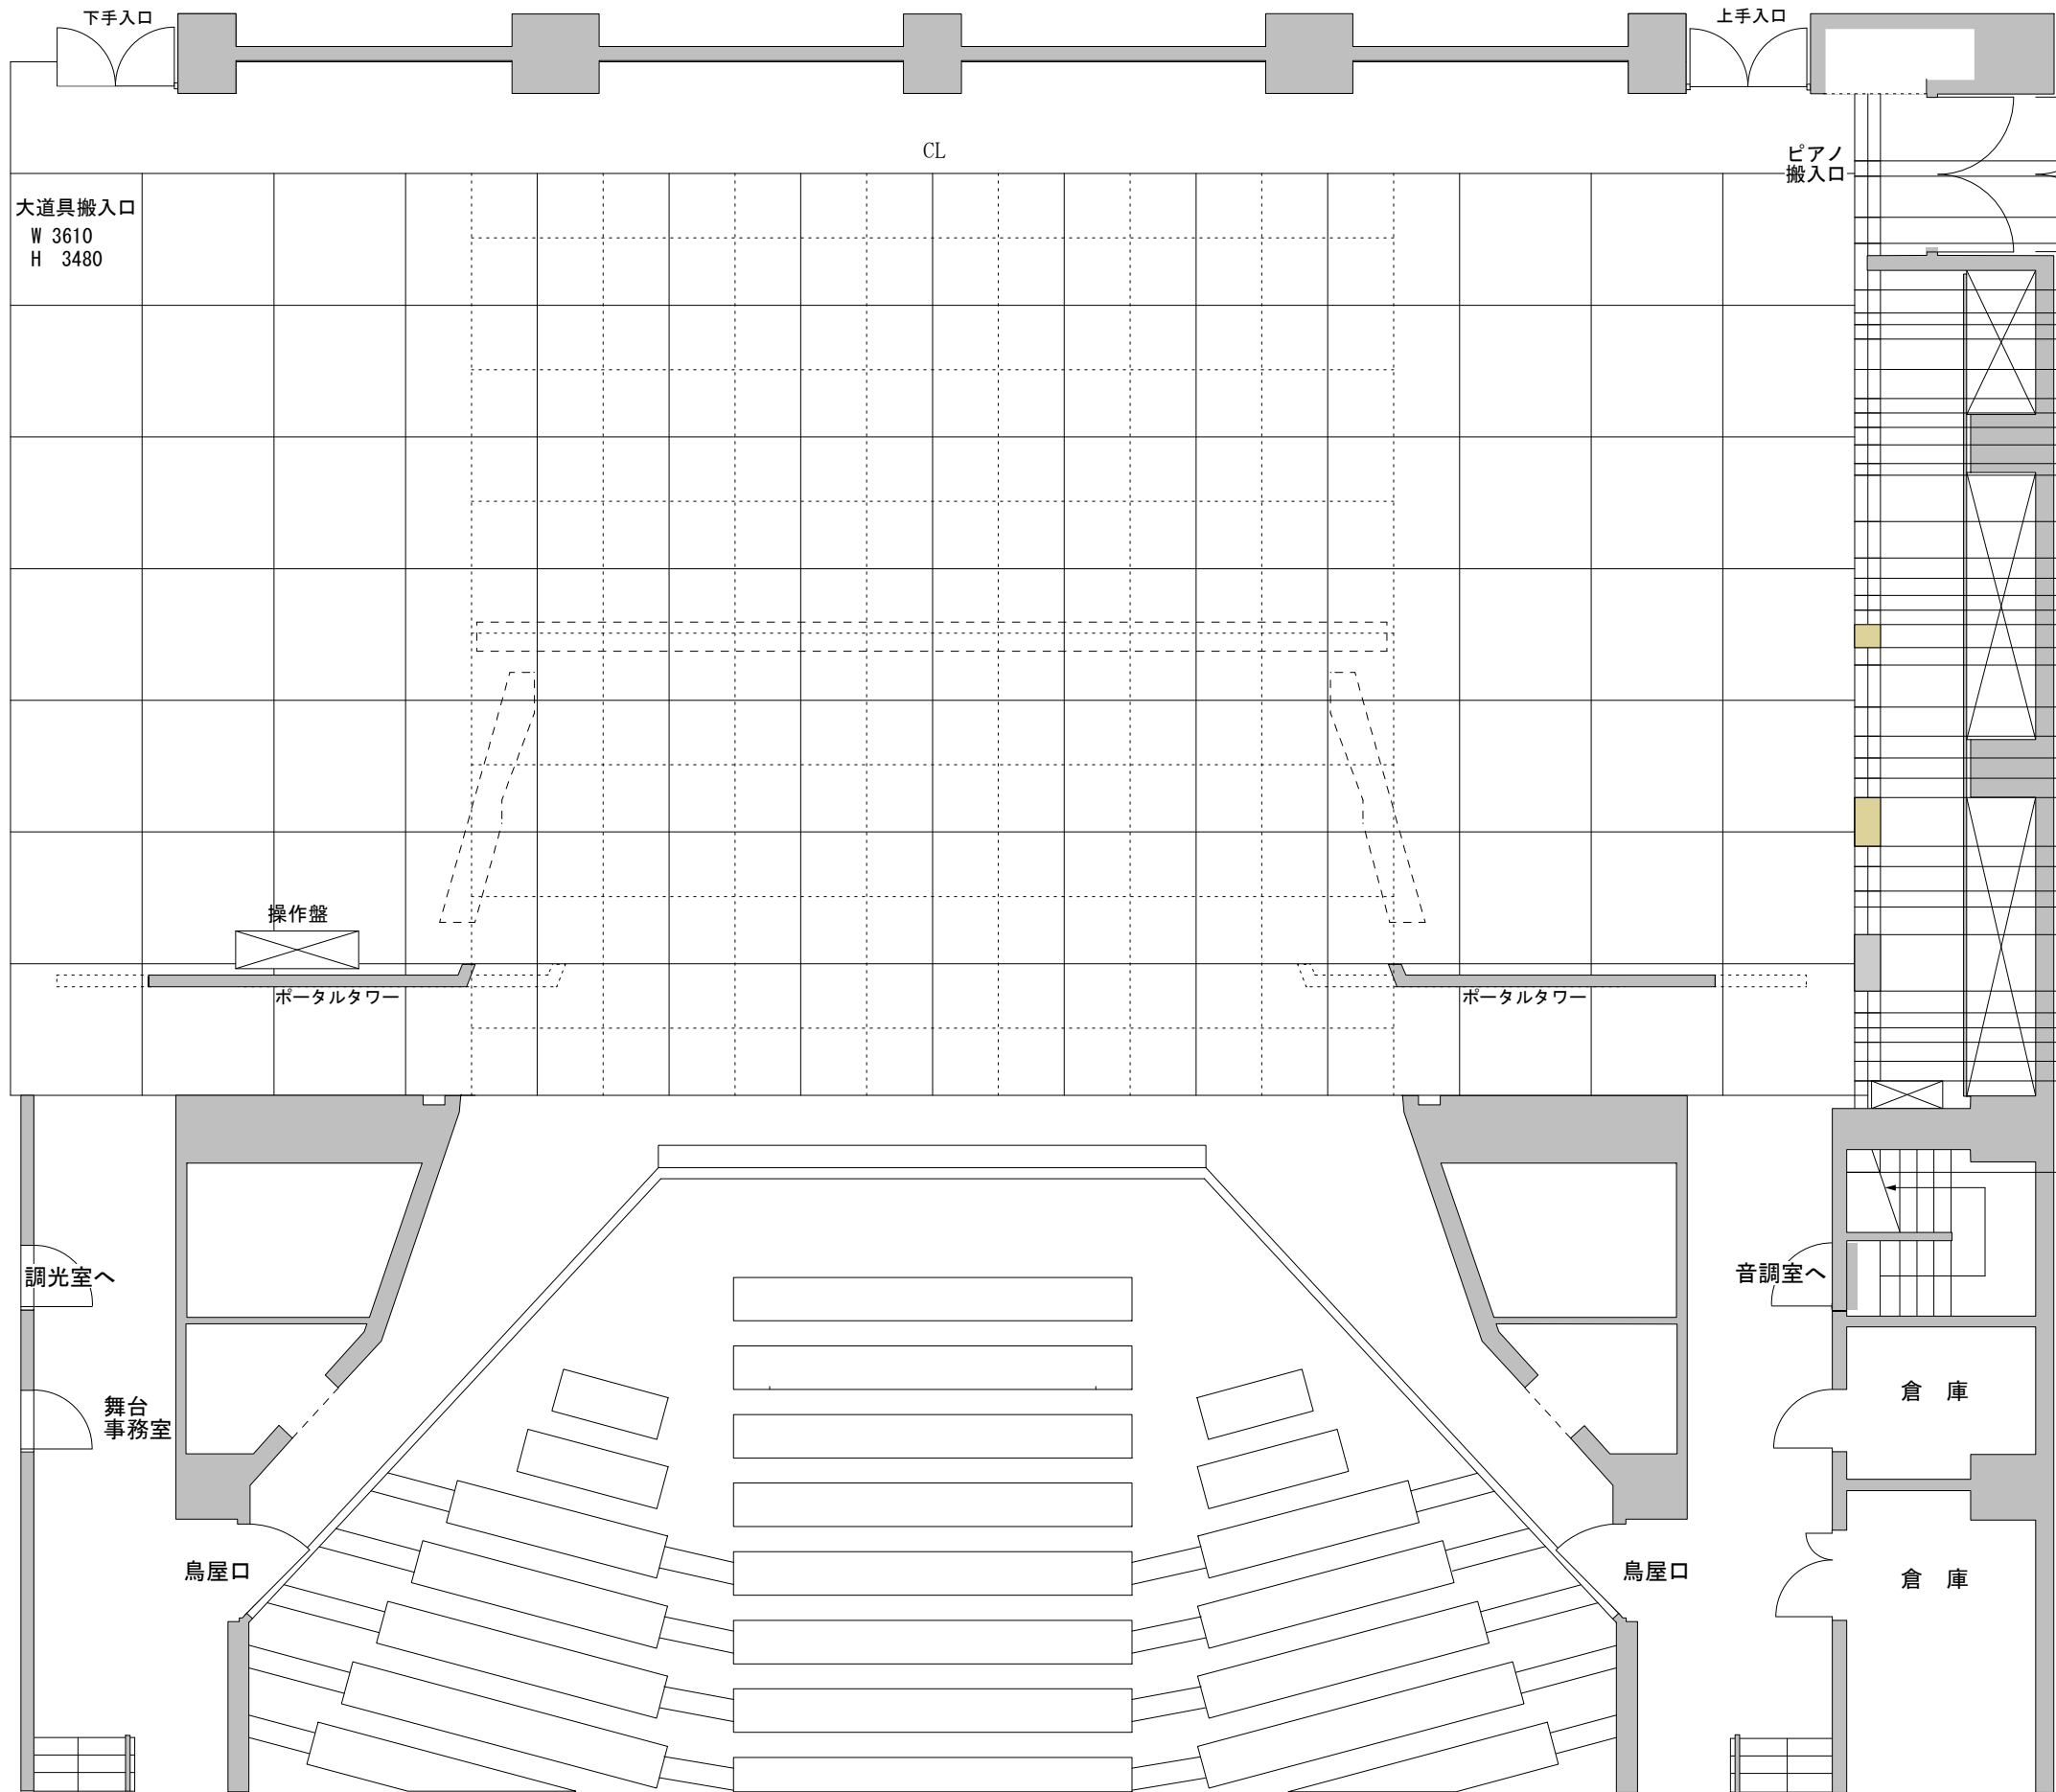 下手入口
上手入口
CL
ピアノ
搬入口
大道具搬入口
W 3610
H 3480
操作盤
ポータルタワー
ポータルタワー
調光室へ
音調室へ
舞台
事務室
倉 庫
鳥屋口
鳥屋口
倉 庫